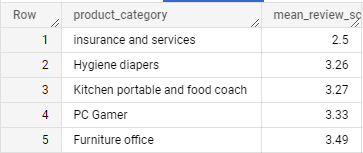 Row product_category mean_review_sc
1 insurance and services 2.5
2 Hygiene diapers 3.26
3 Kitchen portable and food coach 3.27
4 PC Gamer 3.33
5 Furniture office 3.49